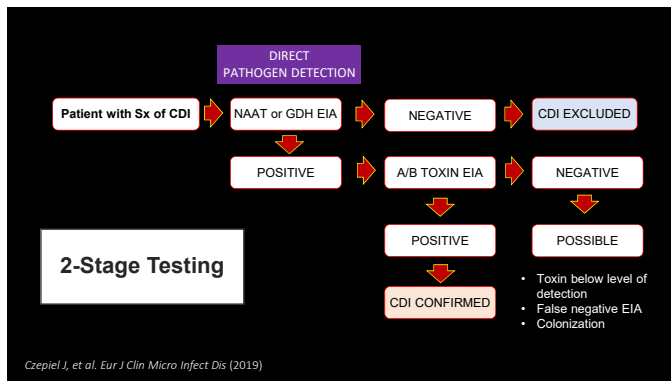 DIRECT
PATHOGEN DETECTION
Patient with Sx of CDI
NAAT or GDH EIA
NEGATIVE
CDI EXCLUDED
POSITIVE
A/B TOXIN EIA
NEGATIVE
2-Stage Testing
POSITIVE
POSSIBLE
CDI CONFIRMED
• Toxin below level of
detection
• False negative EIA
• Colonization
Czepiel J, et al. Eur J Clin Micro Infect Dis (2019)